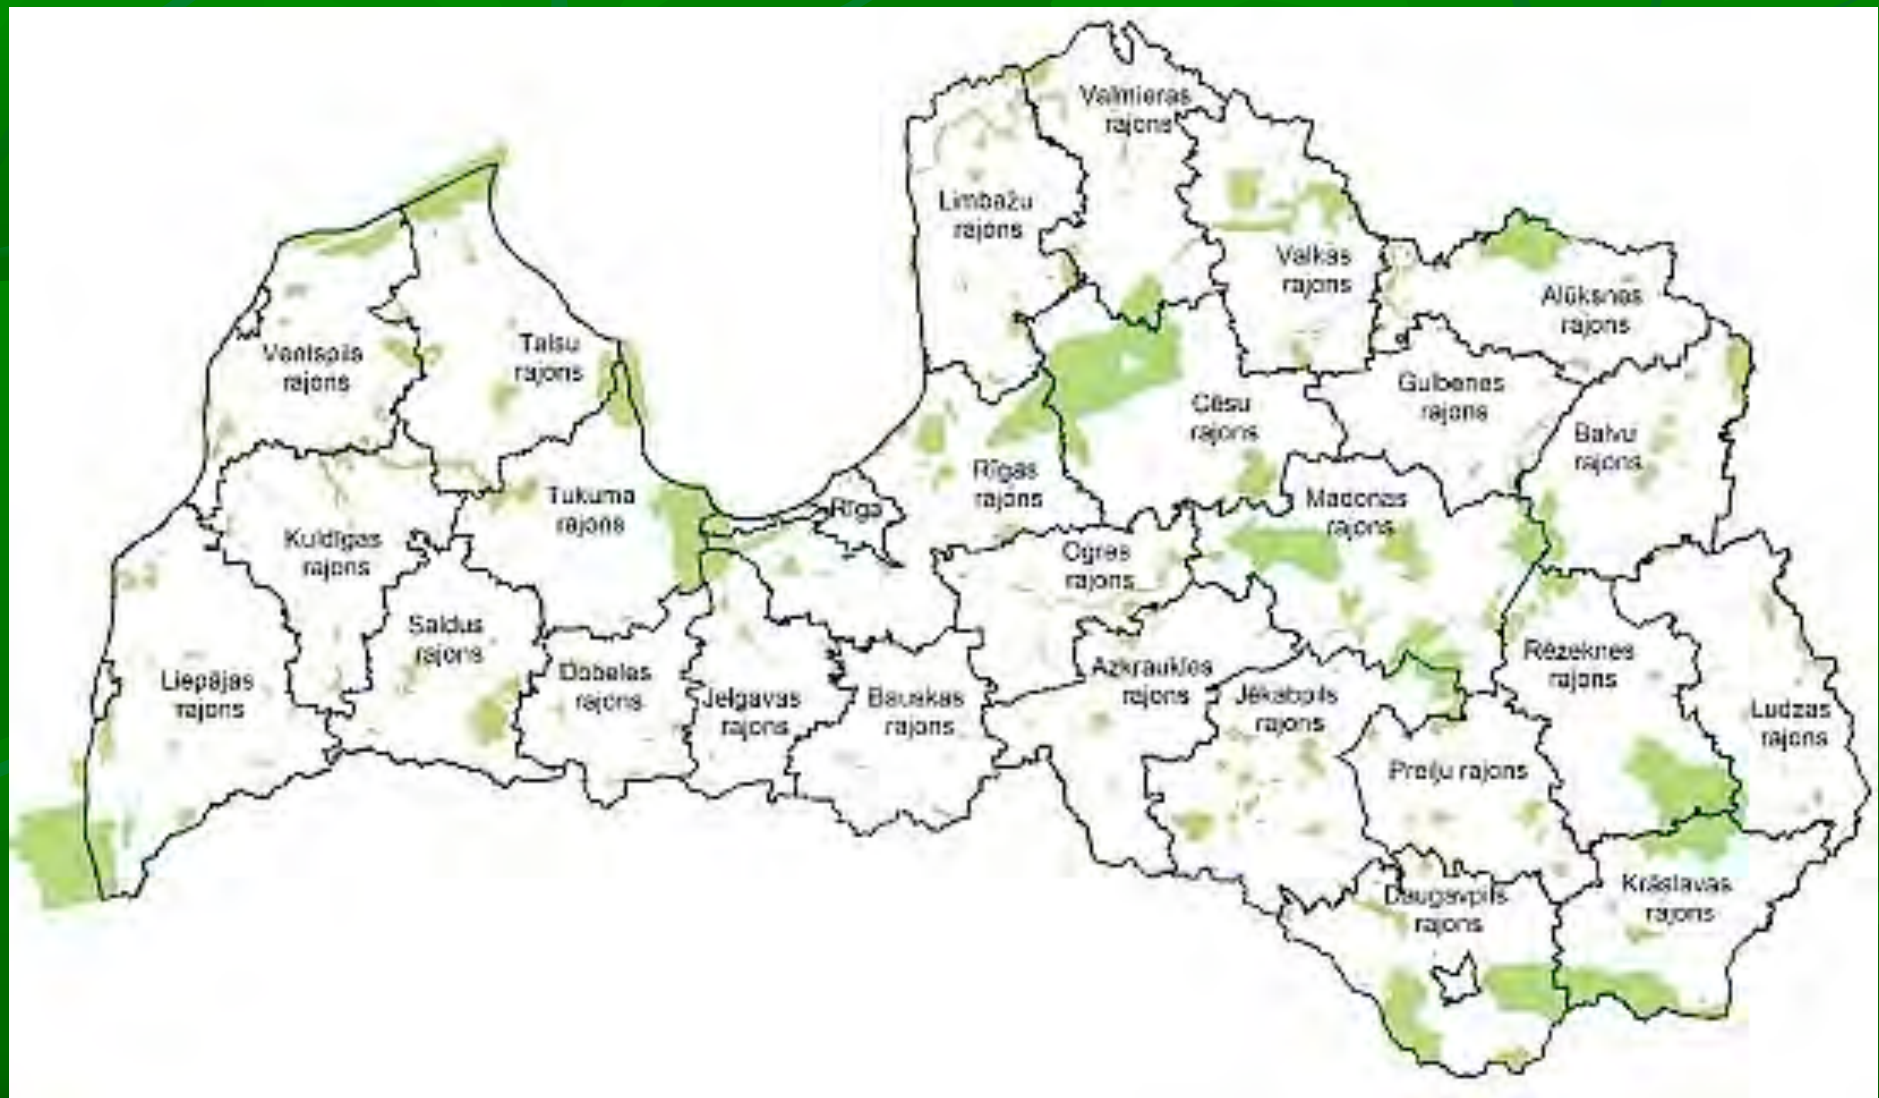 Valmieras
rajons
Limbažu
rajons
Valkas
rajons
Alūksnes
rajons
Ventspils
rajons
Talsu
rajons
Gulbenes
rajons
Cēsu
rajons
Balvu
rajons
Rīgas
rajons
Tukuma
rajons
Rīga
Madonas
rajons
Kuldīgas
rajons
Ogres
rajons
Saldus
rajons
Liepājas
rajons
Dobeles
rajons
Jelgavas
rajons
Bauskas
rajons
Aizkraukles
rajons
Jēkabpils
rajons
Rēzeknes
rajons
Ludzas
rajons
Preiļu rajons
Daugavpils
rajons
Krāslavas
rajons